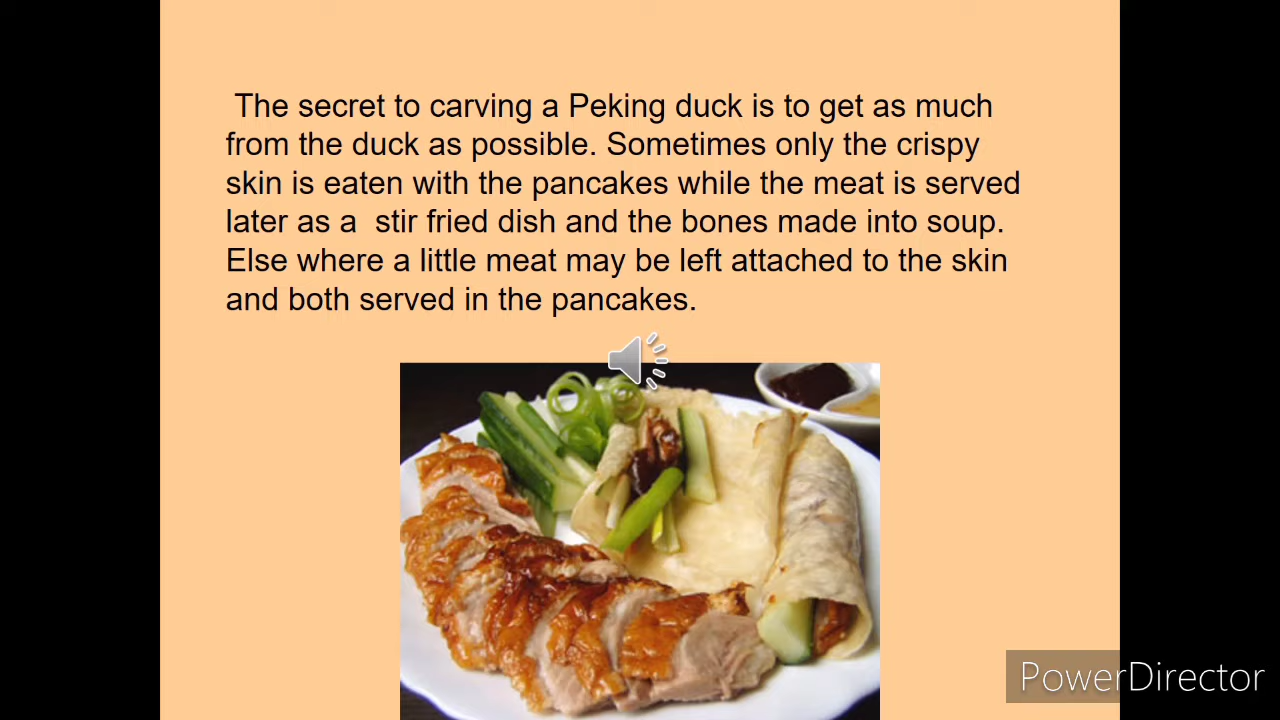 The secret to carving a Peking duck is to get as much
from the duck as possible. Sometimes only the crispy
skin is eaten with the pancakes while the meat is served
later as a  stir fried dish and the bones made into soup.
Else where a little meat may be left attached to the skin
and both served in the pancakes.
PowerDirector